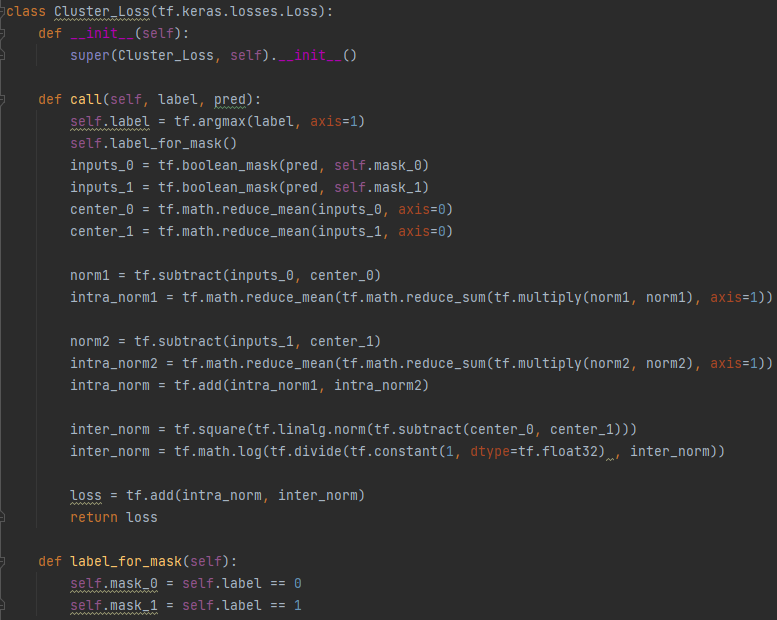 class Cluster_Loss(tf.keras.losses.Loss):
    def __init__(self):
        super(Cluster_Loss, self).__init__()
    def call(self, label, pred):
        self.label = tf.argmax(label, axis=1)
        self.label_for_mask()
        inputs_0 = tf.boolean_mask(pred, self.mask_0)
        inputs_1 = tf.boolean_mask(pred, self.mask_1)
        center_0 = tf.math.reduce_mean(inputs_0, axis=0)
        center_1 = tf.math.reduce_mean(inputs_1, axis=0)
        norm1 = tf.subtract(inputs_0, center_0)
        intra_norm1 = tf.math.reduce_mean(tf.math.reduce_sum(tf.multiply(norm1, norm1), axis=1))
        norm2 = tf.subtract(inputs_1, center_1)
        intra_norm2 = tf.math.reduce_mean(tf.math.reduce_sum(tf.multiply(norm2, norm2), axis=1))
        intra_norm = tf.add(intra_norm1, intra_norm2)
        inter_norm = tf.square(tf.linalg.norm(tf.subtract(center_0, center_1)))
        inter_norm = tf.math.log(tf.divide(tf.constant(1, dtype=tf.float32) , inter_norm))
        loss = tf.add(intra_norm, inter_norm)
        return loss
    def label_for_mask(self):
        self.mask_0 = self.label == 0
        self.mask_1 = self.label == 1